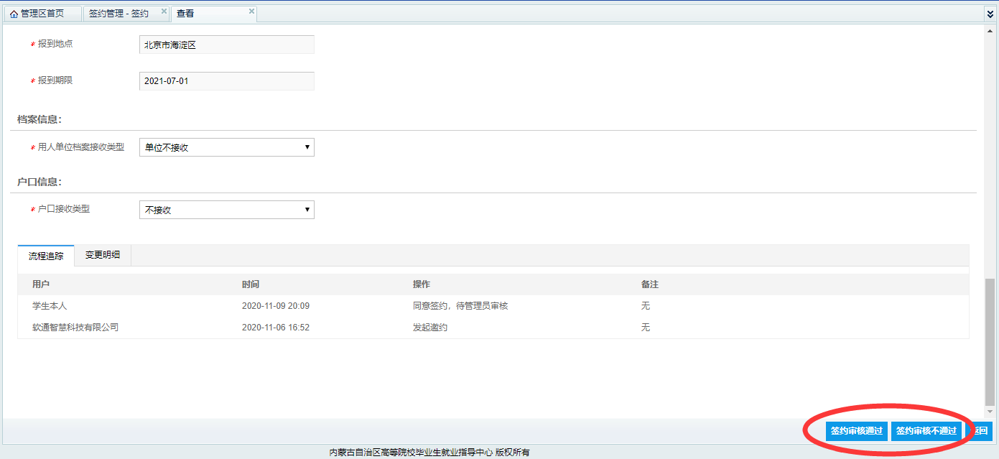 管理区首页 签约管理 - 签约 查看
* 报到地点 北京市海淀区
* 报到期限 2021-07-01
档案信息:
* 用人单位档案接收类型 单位不接收
户口信息:
* 户口接收类型 不接收
流程追踪 变更明细
用户 时间 操作 备注
学生本人 2020-11-09 20:09 同意签约，待管理员审核 无
软通智慧科技有限公司 2020-11-06 16:52 发起邀约 无
签约审核通过 签约审核不通过 返回
内蒙古自治区高等院校毕业生就业指导中心 版权所有